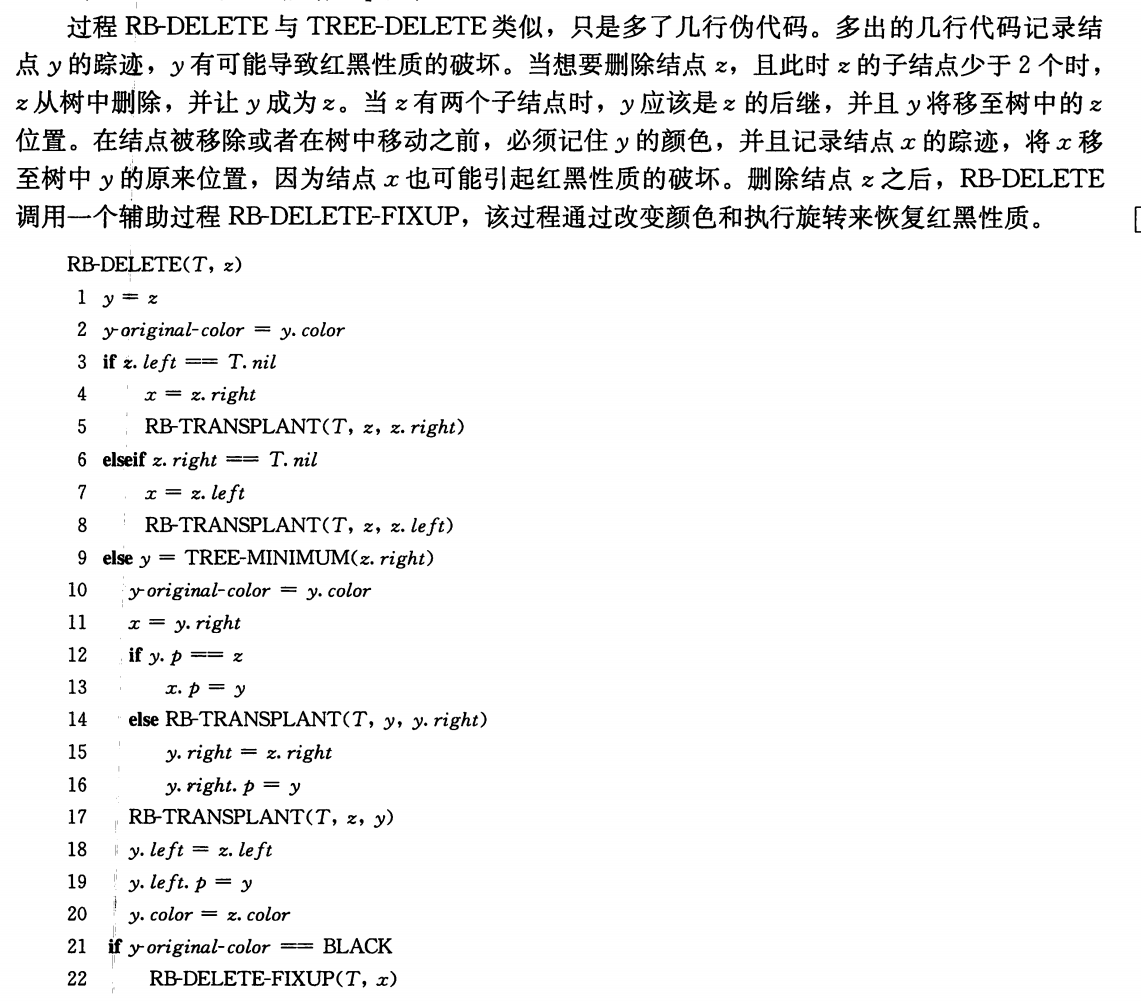 过程 RB-DELETE 与 TREE-DELETE 类似，只是多了几行伪代码。多出的几行代码记录结
点 y 的踪迹，y 有可能导致红黑性质的破坏。当想要删除结点 z，且此时 z 的子结点少于 2 个时，
z 从树中删除，并让 y 成为 z。当 z 有两个子结点时，y 应该是 z 的后继，并且 y 将移至树中的 z
位置。在结点被移除或者在树中移动之前，必须记住 y 的颜色，并且记录结点 x 的踪迹，将 x 移
至树中 y 的原来位置，因为结点 x 也可能引起红黑性质的破坏。删除结点 z 之后，RB-DELETE
调用一个辅助过程 RB-DELETE-FIXUP，该过程通过改变颜色和执行旋转来恢复红黑性质。
RB-DELETE(T, z)
1 y = z
2 y-original-color = y.color
3 if z.left == T.nil
4 x = z.right
5 RB-TRANSPLANT(T, z, z.right)
6 elseif z.right == T.nil
7 x = z.left
8 RB-TRANSPLANT(T, z, z.left)
9 else y = TREE-MINIMUM(z.right)
10 y-original-color = y.color
11 x = y.right
12 if y.p == z
13 x.p = y
14 else RB-TRANSPLANT(T, y, y.right)
15 y.right = z.right
16 y.right.p = y
17 RB-TRANSPLANT(T, z, y)
18 y.left = z.left
19 y.left.p = y
20 y.color = z.color
21 if y-original-color == BLACK
22 RB-DELETE-FIXUP(T, x)